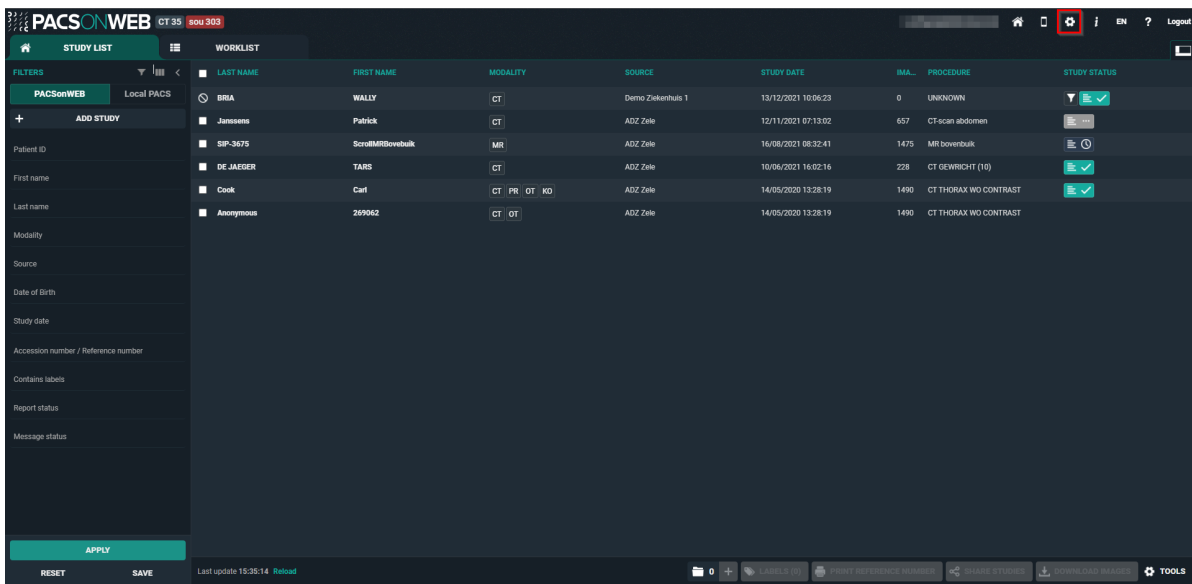 PACSONWEB CT 35 sou 303 i EN ? Logout
STUDY LIST WORKLIST
FILTERS LAST NAME FIRST NAME MODALITY SOURCE STUDY DATE IMA... PROCEDURE STUDY STATUS
PACSonWEB Local PACS
BRIA WALLY CT Demo Ziekenhuis 1 13/12/2021 10:06:23 0 UNKNOWN
+ ADD STUDY
Janssens Patrick CT ADZ Zele 12/11/2021 07:13:02 657 CT-scan abdomen
Patient ID
SIP-3675 ScrollMRBovebuik MR ADZ Zele 16/08/2021 08:32:41 1475 MR bovenbuik
DE JAEGER TARS CT ADZ Zele 10/06/2021 16:02:16 228 CT GEWRICHT (10)
First name
Cook Carl CT PR OT KO ADZ Zele 14/05/2020 13:28:19 1490 CT THORAX WO CONTRAST
Last name
Anonymous 269062 CT OT ADZ Zele 14/05/2020 13:28:19 1490 CT THORAX WO CONTRAST
Modality
Source
Date of Birth
Study date
Accession number / Reference number
Contains labels
Report status
Message status
APPLY
RESET SAVE Last update 15:35:14 Reload 0 + LABELS (0) PRINT REFERENCE NUMBER SHARE STUDIES DOWNLOAD IMAGES TOOLS